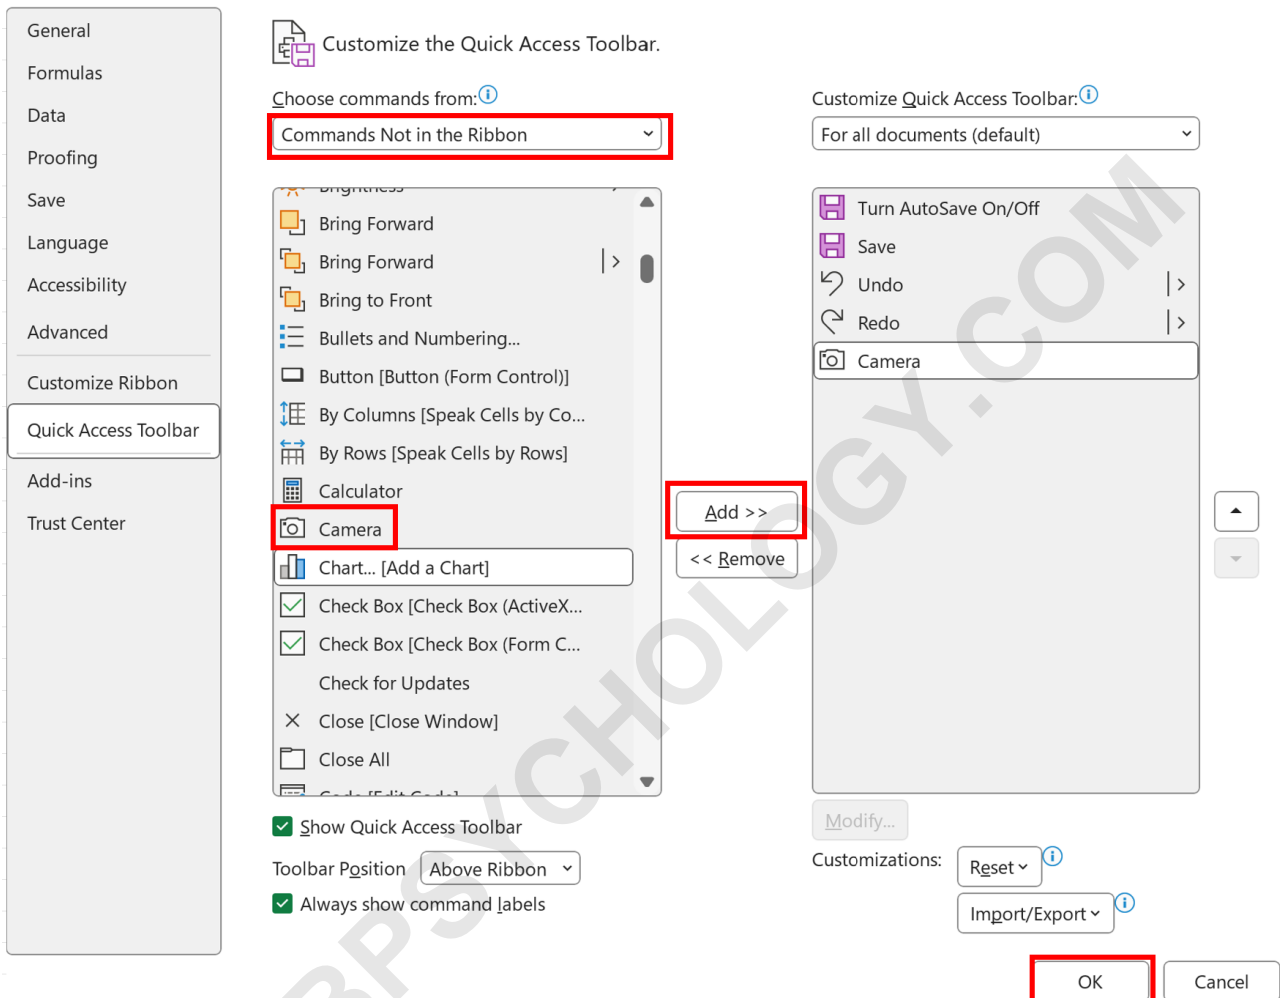 General
Formulas
Data
Proofing
Save
Language
Accessibility
Advanced
Customize Ribbon
Quick Access Toolbar
Add-ins
Trust Center
Customize the Quick Access Toolbar.
Choose commands from:
Commands Not in the Ribbon
Brightness
Bring Forward
Bring Forward
Bring to Front
Bullets and Numbering...
Button [Button (Form Control)]
By Columns [Speak Cells by Co...
By Rows [Speak Cells by Rows]
Calculator
Camera
Chart... [Add a Chart]
Check Box [Check Box (ActiveX...
Check Box [Check Box (Form C...
Check for Updates
Close [Close Window]
Close All
Code [Edit Code]
Show Quick Access Toolbar
Toolbar Position Above Ribbon
Always show command labels
Add >>
<< Remove
Customize Quick Access Toolbar:
For all documents (default)
Turn AutoSave On/Off
Save
Undo
Redo
Camera
Modify...
Customizations: Reset
Import/Export
OK Cancel
BPSYCHOLOGY.COM